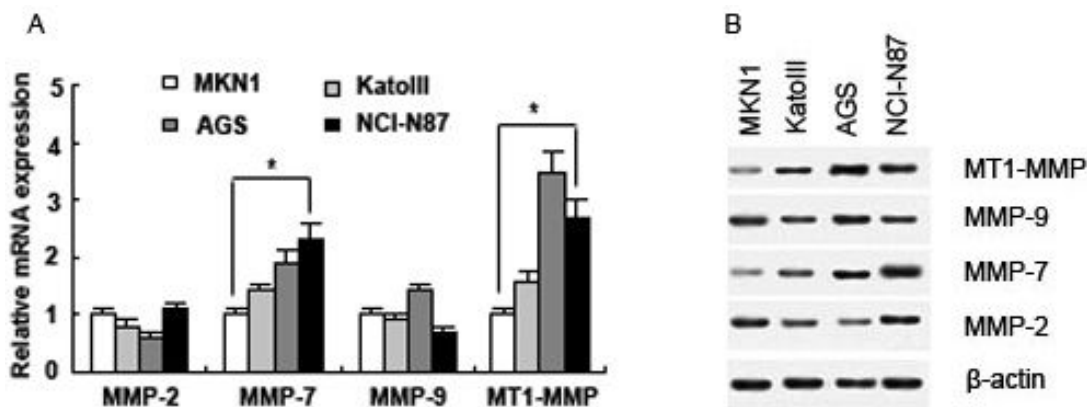 A
Relative mRNA expression
5
4
3
2
1
0
MKN1
KatoIII
AGS
NCI-N87
*
*
MMP-2
MMP-7
MMP-9
MT1-MMP
B
MKN1
KatoIII
AGS
NCI-N87
MT1-MMP
MMP-9
MMP-7
MMP-2
β-actin